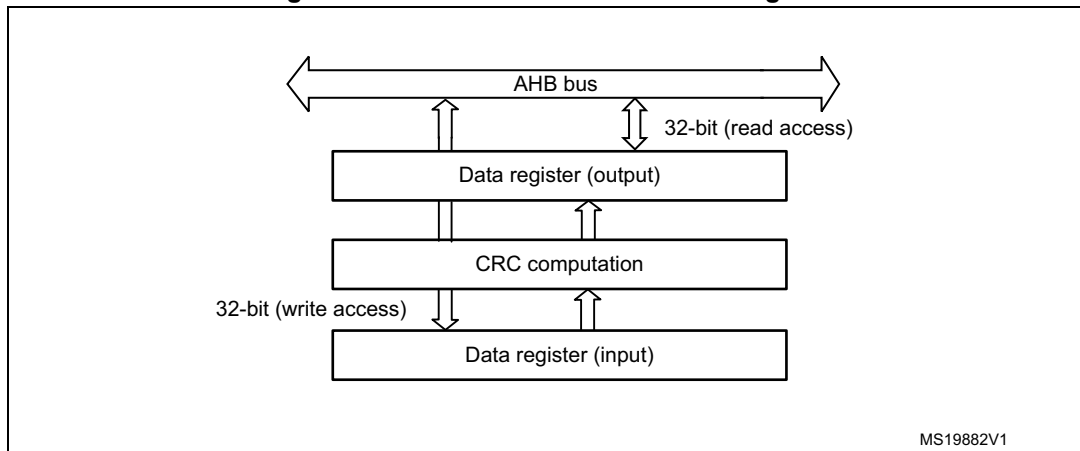 AHB bus
32-bit (read access)
Data register (output)
CRC computation
32-bit (write access)
Data register (input)
MS19882V1